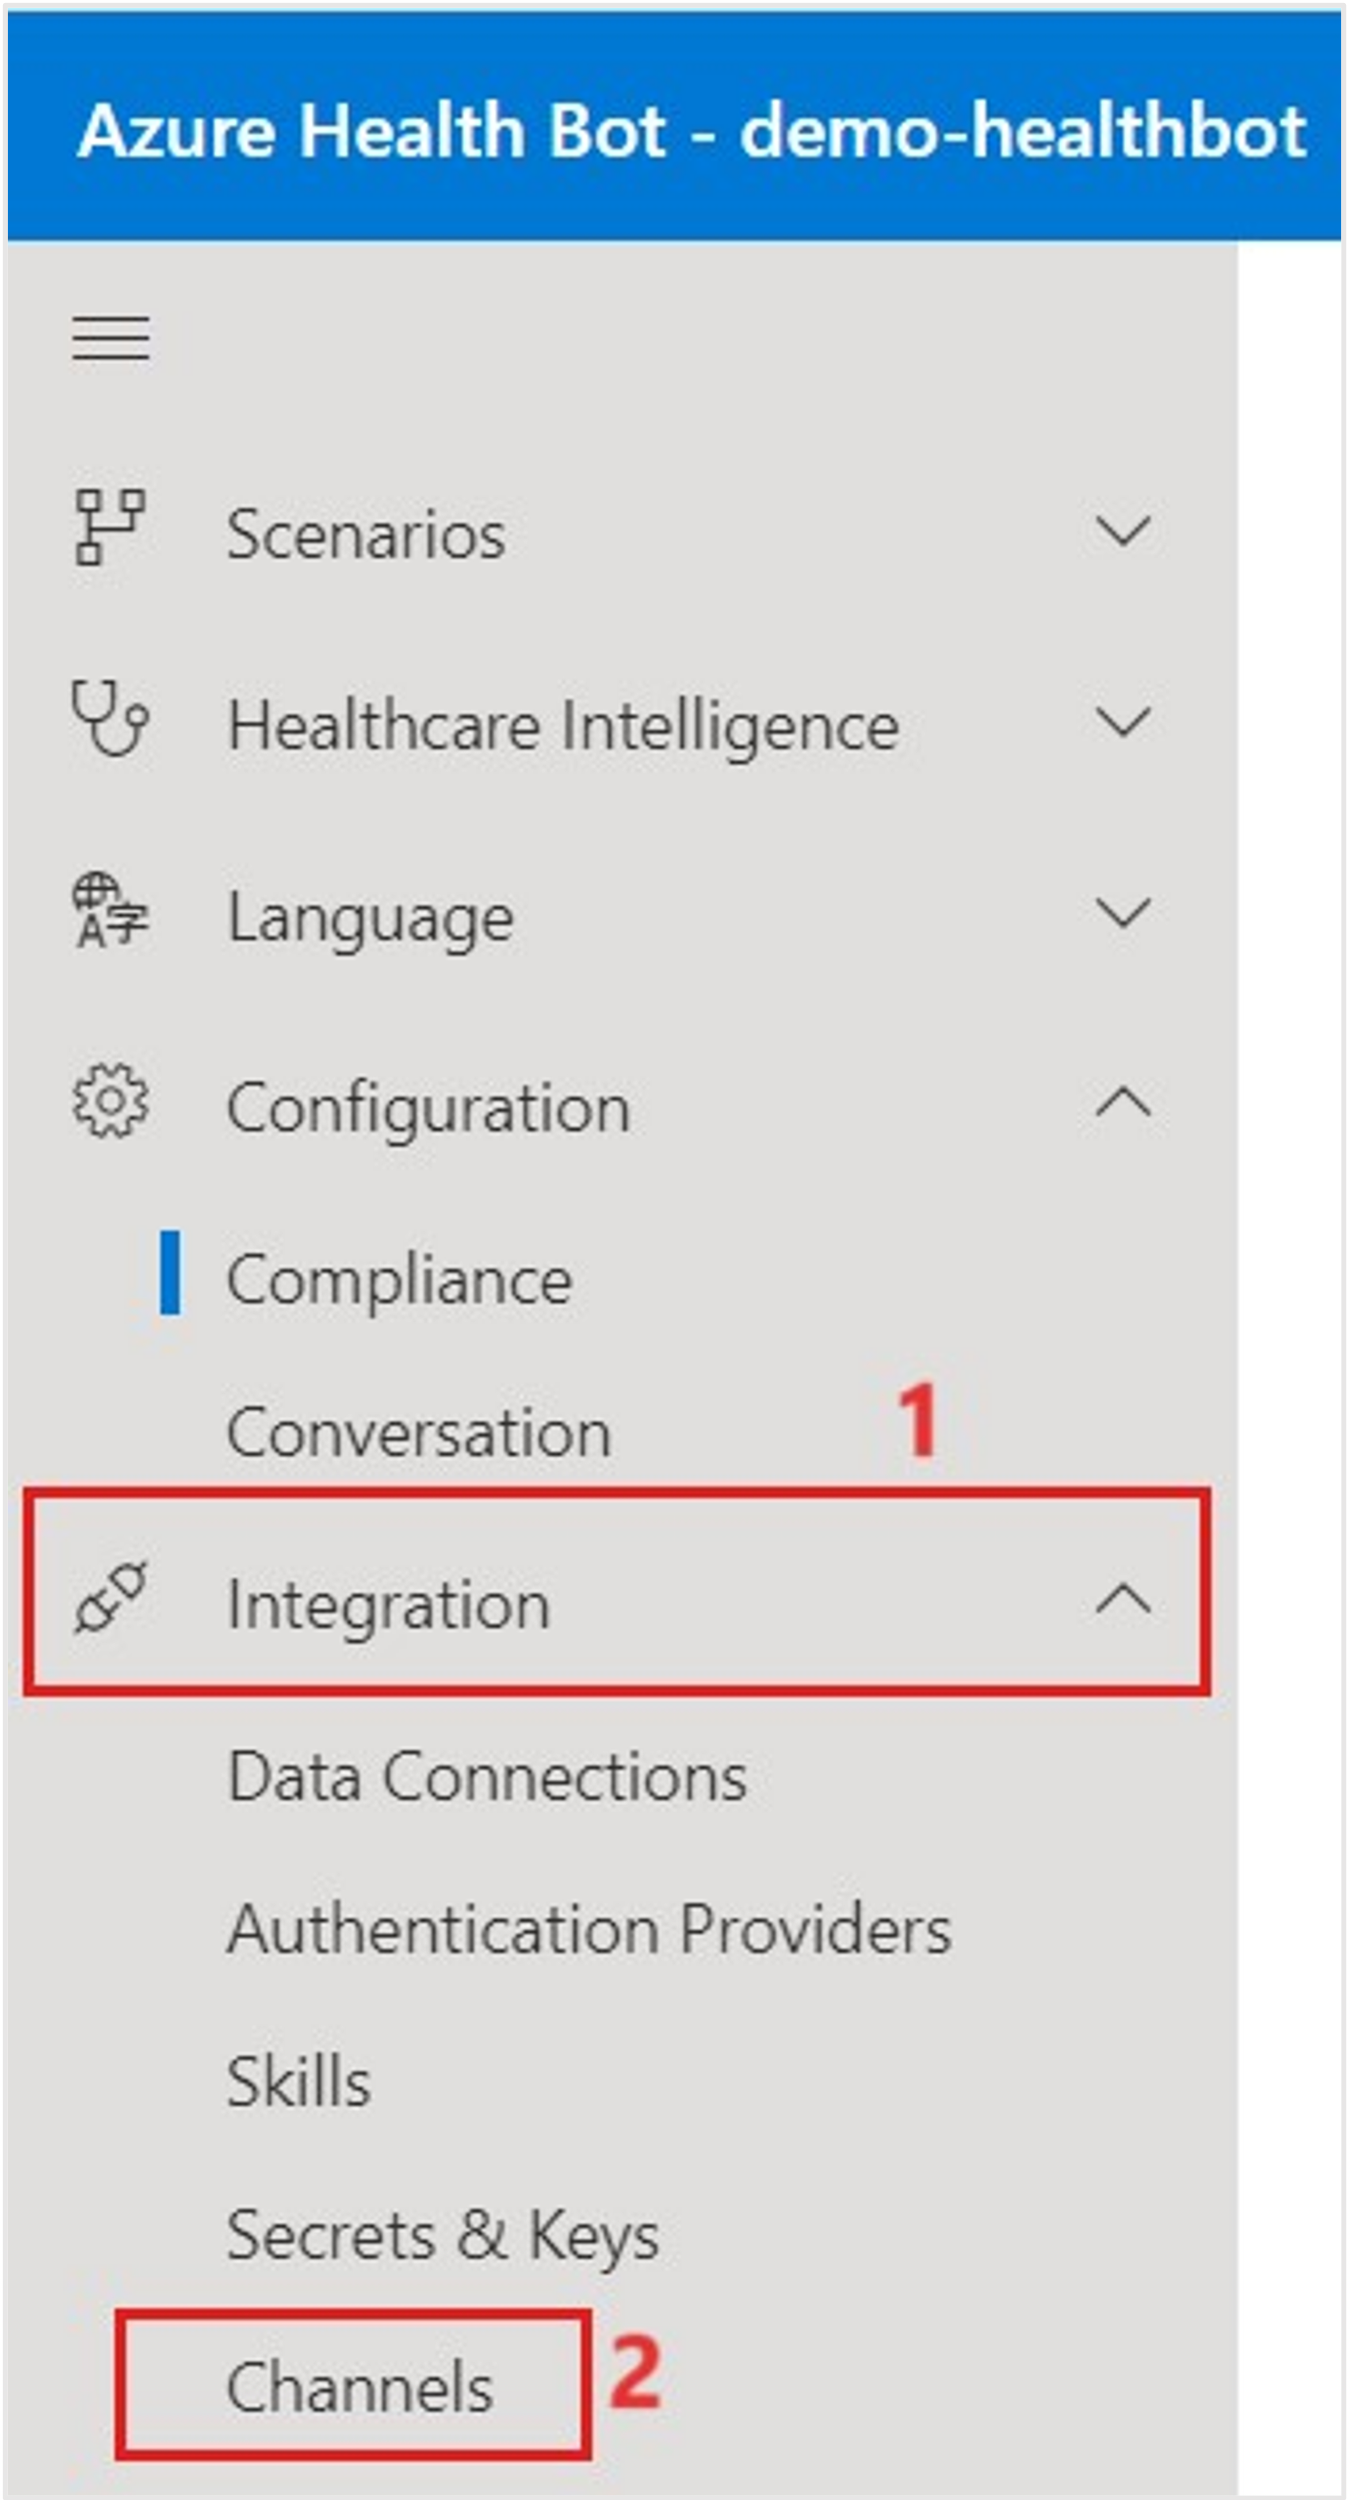 Azure Health Bot - demo-healthbot
Scenarios
Healthcare Intelligence
Language
Configuration
Compliance
Conversation
1
Integration
Data Connections
Authentication Providers
Skills
Secrets & Keys
Channels 2